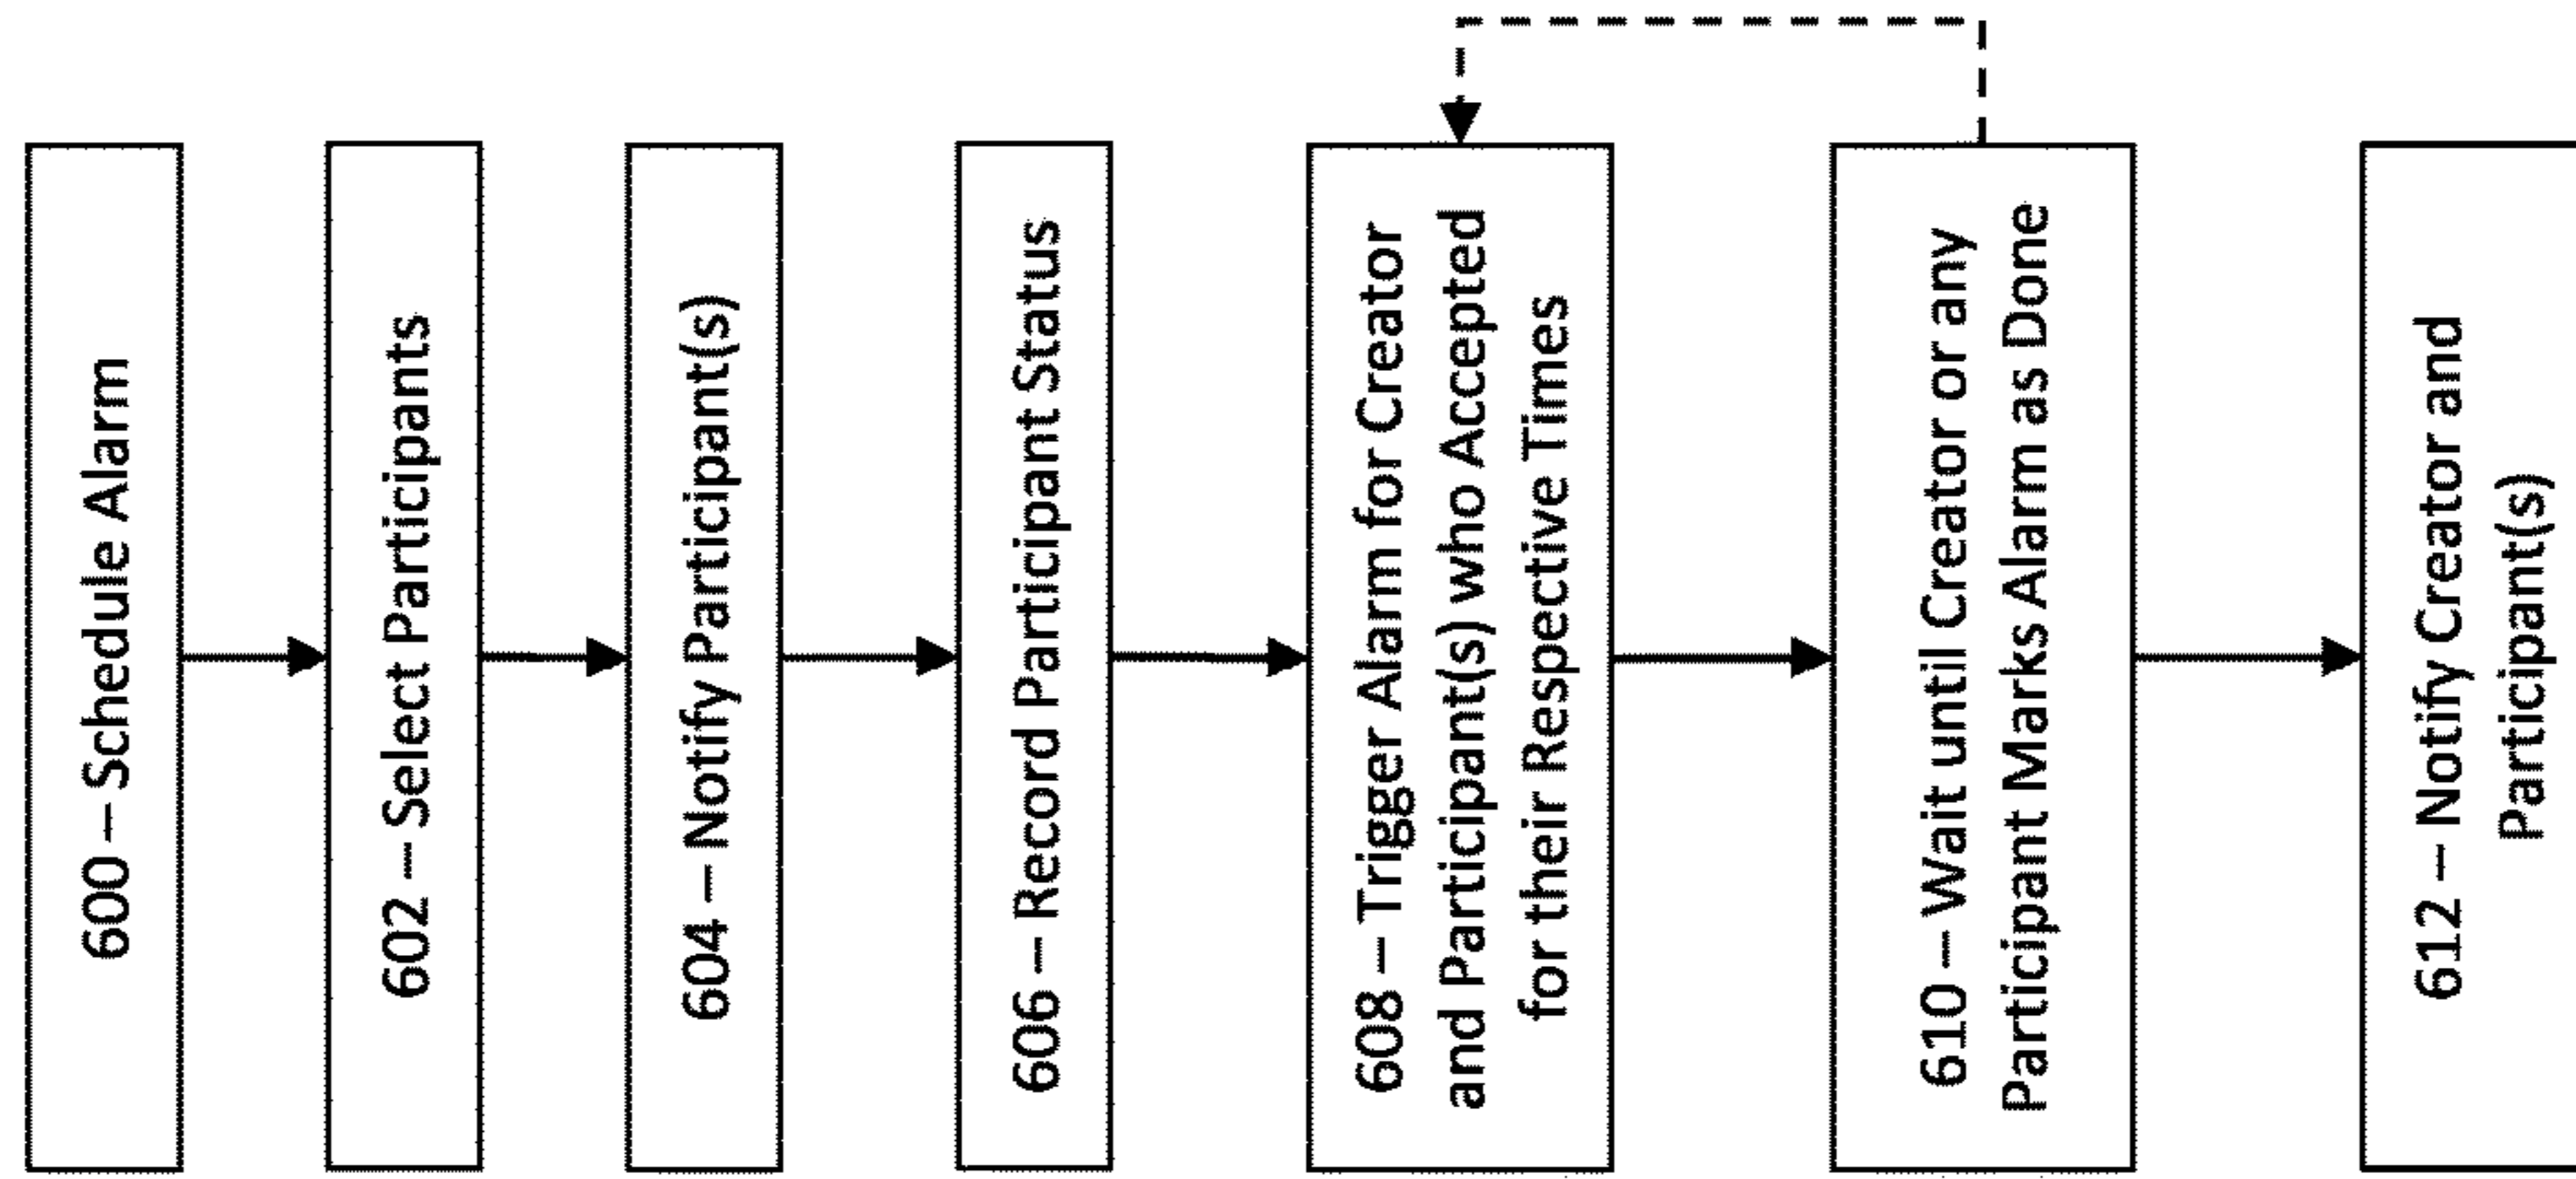 600 – Schedule Alarm
602 – Select Participants
604 – Notify Participant(s)
606 – Record Participant Status
608 – Trigger Alarm for Creator
and Participant(s) who Accepted
for their Respective Times
610 – Wait until Creator or any
Participant Marks Alarm as Done
612 – Notify Creator and
Participant(s)